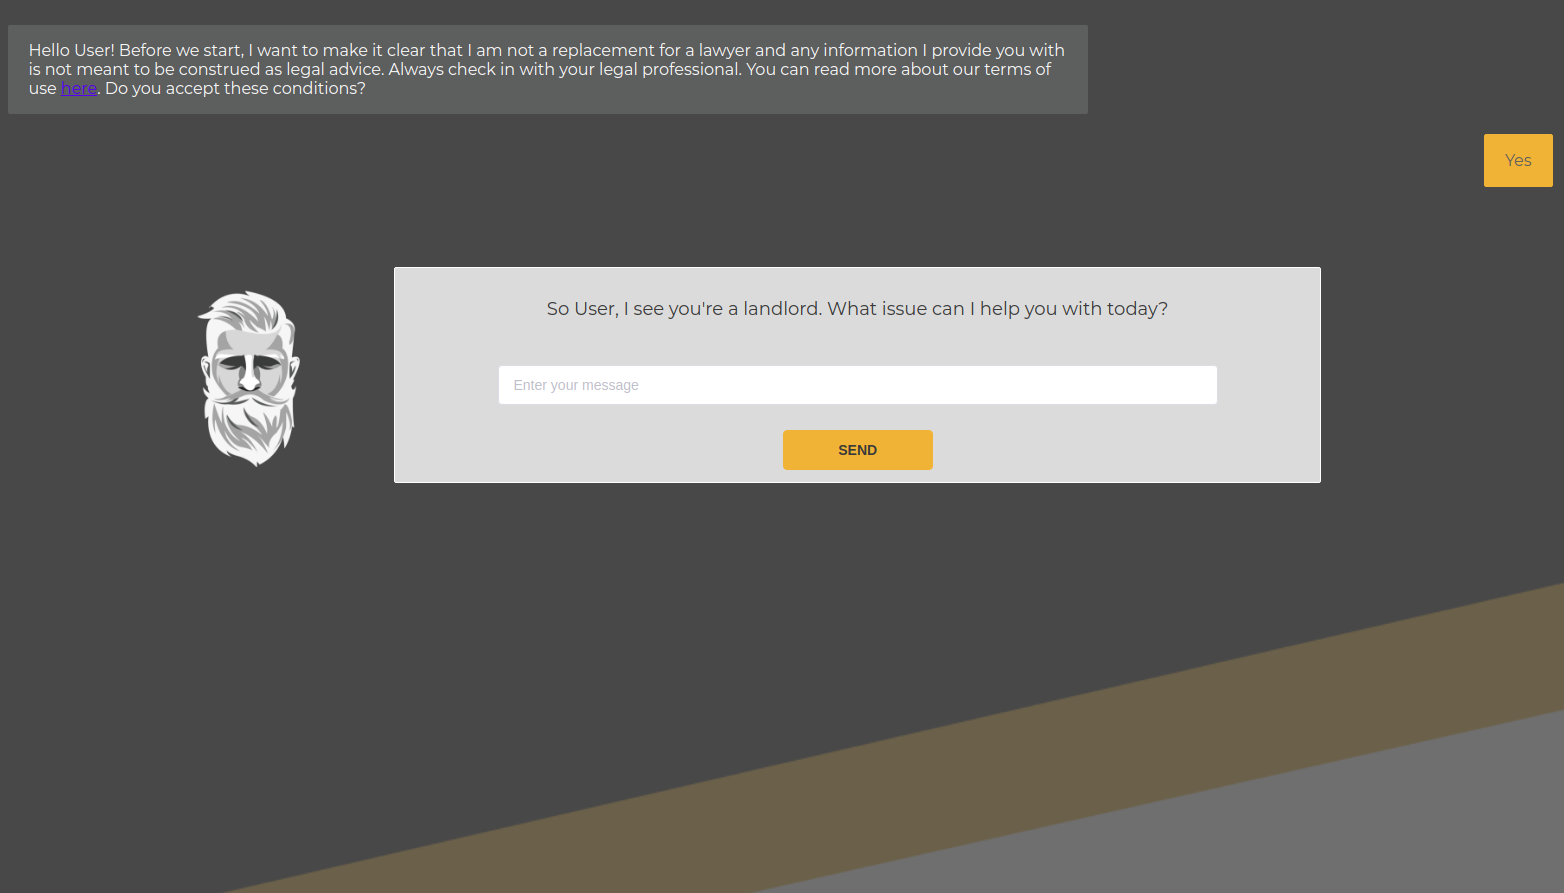 Hello User! Before we start, I want to make it clear that I am not a replacement for a lawyer and any information I provide you with
is not meant to be construed as legal advice. Always check in with your legal professional. You can read more about our terms of
use here. Do you accept these conditions?
Yes
So User, I see you're a landlord. What issue can I help you with today?
Enter your message
SEND